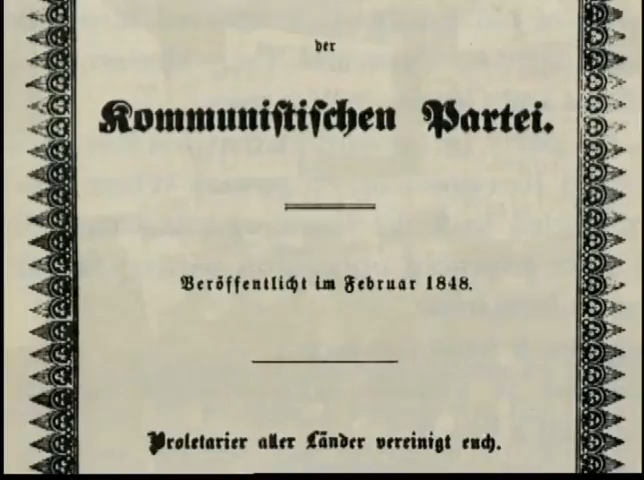 der
Kommunistischen Partei.
Veröffentlicht im Februar 1848.
Proletarier aller Länder vereinigt euch.